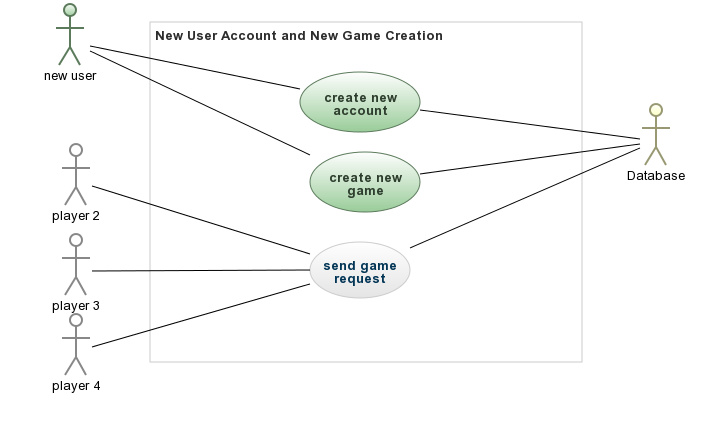 New User Account and New Game Creation
new user
create new
account
create new
game
Database
player 2
send game
request
player 3
player 4